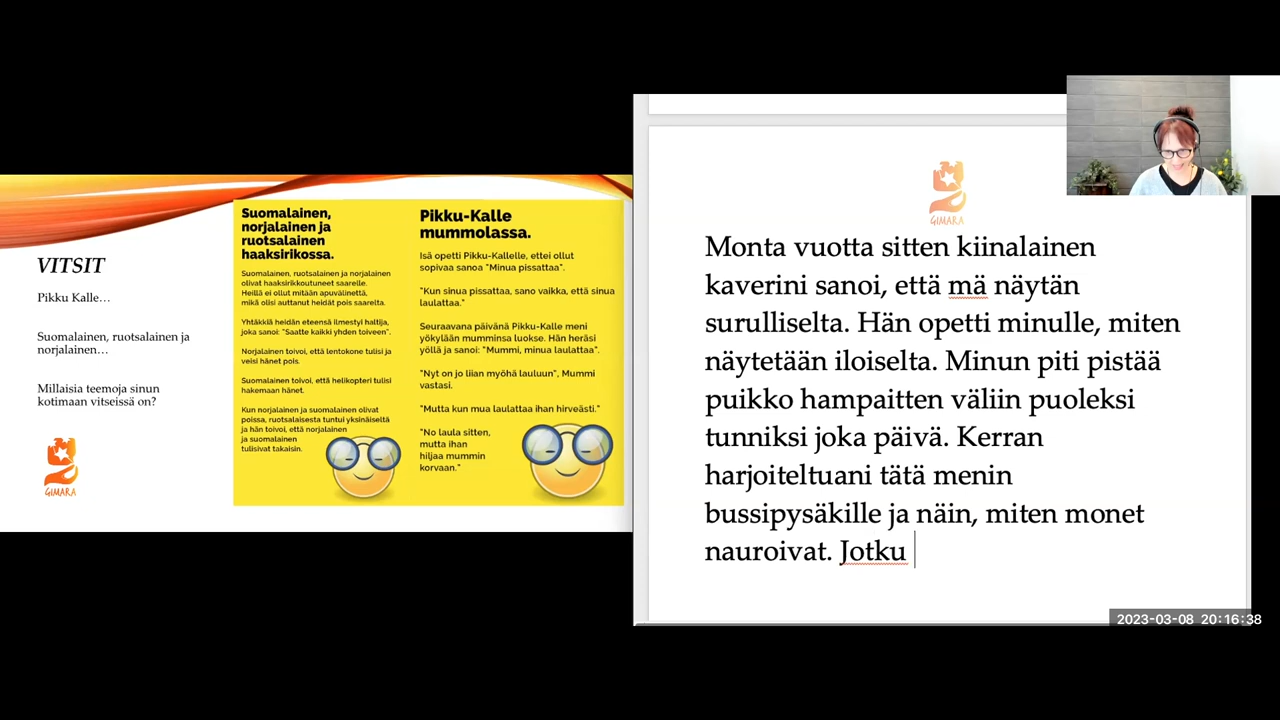 VITSIT
Pikku Kalle…
Suomalainen, ruotsalainen ja
norjalainen…
Millaisia teemoja sinun
kotimaan vitseissä on?
GIMARA
Suomalainen,
norjalainen ja
ruotsalainen
haaksirikossa.
Suomalainen, ruotsalainen ja norjalainen
olivat haaksirikkoutuneet saarelle.
Heillä ei ollut mitään apuvälinettä,
mikä olisi auttanut heidät pois saarelta.
Yhtäkkiä heidän eteensä ilmestyi haltija,
joka sanoi: "Saatte kaikki yhden toiveen".
Norjalainen toivoi, että lentokone tulisi ja
veisi hänet pois.
Suomalainen toivoi, että helikopteri tulisi
hakemaan hänet.
Kun norjalainen ja suomalainen olivat
poissa, ruotsalaisesta tuntui yksinäiseltä
ja hän toivoi, että norjalainen
ja suomalainen
tulisivat takaisin.
Pikku-Kalle
mummolassa.
Isä opetti Pikku-Kallelle, ettei ollut
sopivaa sanoa "Minua pissattaa".
"Kun sinua pissattaa, sano vaikka, että sinua
laulattaa."
Seuraavana päivänä Pikku-Kalle meni
yökylään mumminsa luokse. Hän heräsi
yöllä ja sanoi: "Mummi, minua laulattaa".
"Nyt on jo liian myöhä lauluun", Mummi
vastasi.
"Mutta kun mua laulattaa ihan hirveästi."
"No laula sitten,
mutta ihan
hiljaa mummin
korvaan."
GIMARA
Monta vuotta sitten kiinalainen
kaverini sanoi, että mä näytän
surulliselta. Hän opetti minulle, miten
näytetään iloiselta. Minun piti pistää
puikko hampaitten väliin puoleksi
tunniksi joka päivä. Kerran
harjoiteltuani tätä menin
bussipysäkille ja näin, miten monet
nauroivat. Jotku
2023-03-08 20:16:38